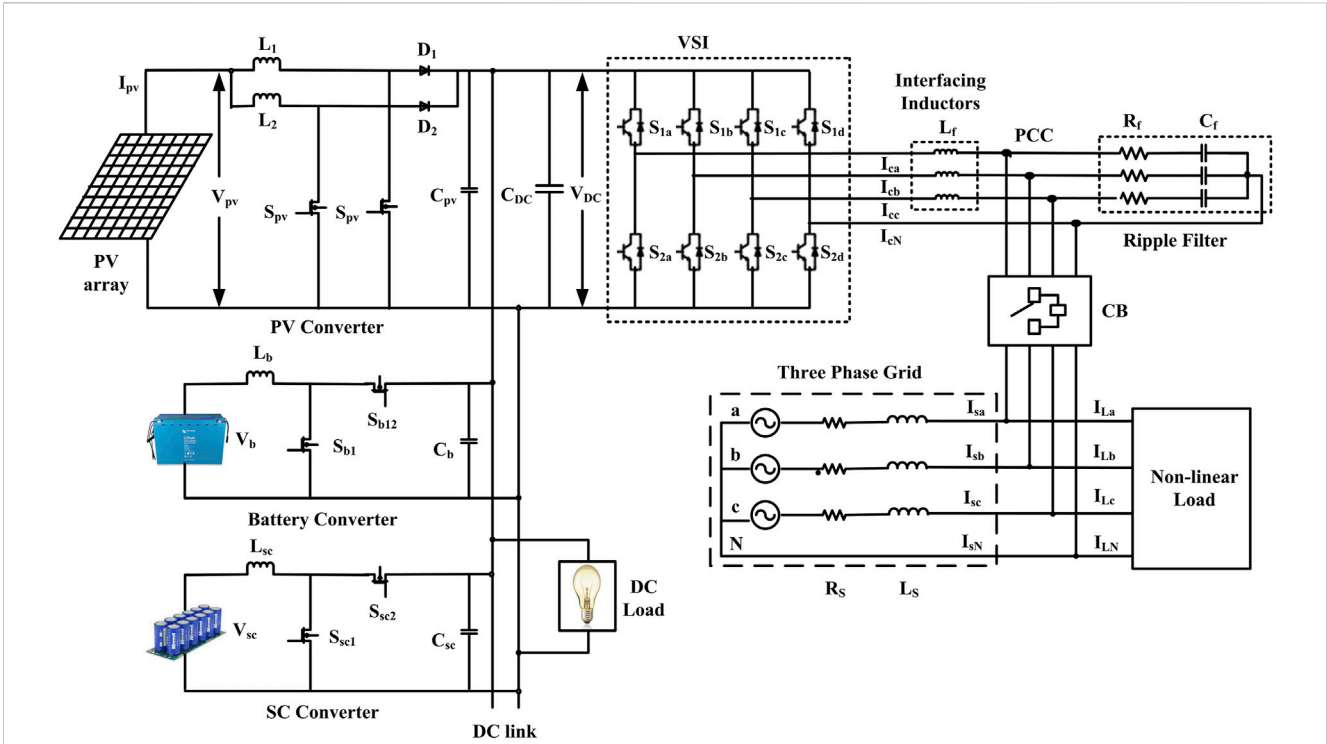 L1
D1
Ipv
L2
D2
Vpv
Spv
Spv
Cpv
CDC
VDC
PV
array
PV Converter
VSI
S1a
S1b
S1c
S1d
S2a
S2b
S2c
S2d
Interfacing
Inductors
Lf
PCC
Rf
Cf
Ica
Icb
Icc
IcN
Ripple Filter
CB
Lb
Vb
Sb1
Sb12
Cb
Battery Converter
Three Phase Grid
a
b
c
N
Isa
Isb
Isc
IsN
RS
LS
ILa
ILb
ILc
ILN
Non-linear
Load
Lsc
Vsc
Ssc1
Ssc2
Csc
SC Converter
DC
Load
DC link